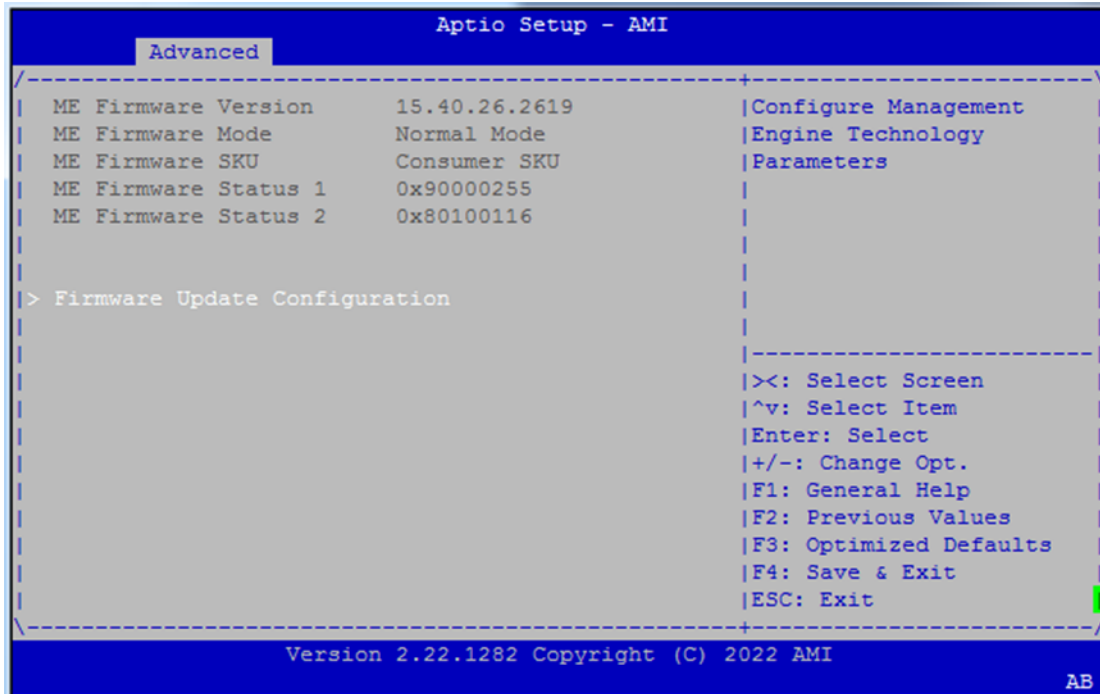 Aptio Setup - AMI
Advanced
/----------------------------------------------------+-------------------------\
| ME Firmware Version 15.40.26.2619 |Configure Management |
| ME Firmware Mode Normal Mode |Engine Technology |
| ME Firmware SKU Consumer SKU |Parameters |
| ME Firmware Status 1 0x90000255 | |
| ME Firmware Status 2 0x80100116 | |
| | |
| | |
|> Firmware Update Configuration | |
| | |
| |-------------------------|
| |><: Select Screen |
| |^v: Select Item |
| |Enter: Select |
| |+/-: Change Opt. |
| |F1: General Help |
| |F2: Previous Values |
| |F3: Optimized Defaults |
| |F4: Save & Exit |
| |ESC: Exit |
\----------------------------------------------------+-------------------------/
Version 2.22.1282 Copyright (C) 2022 AMI
AB